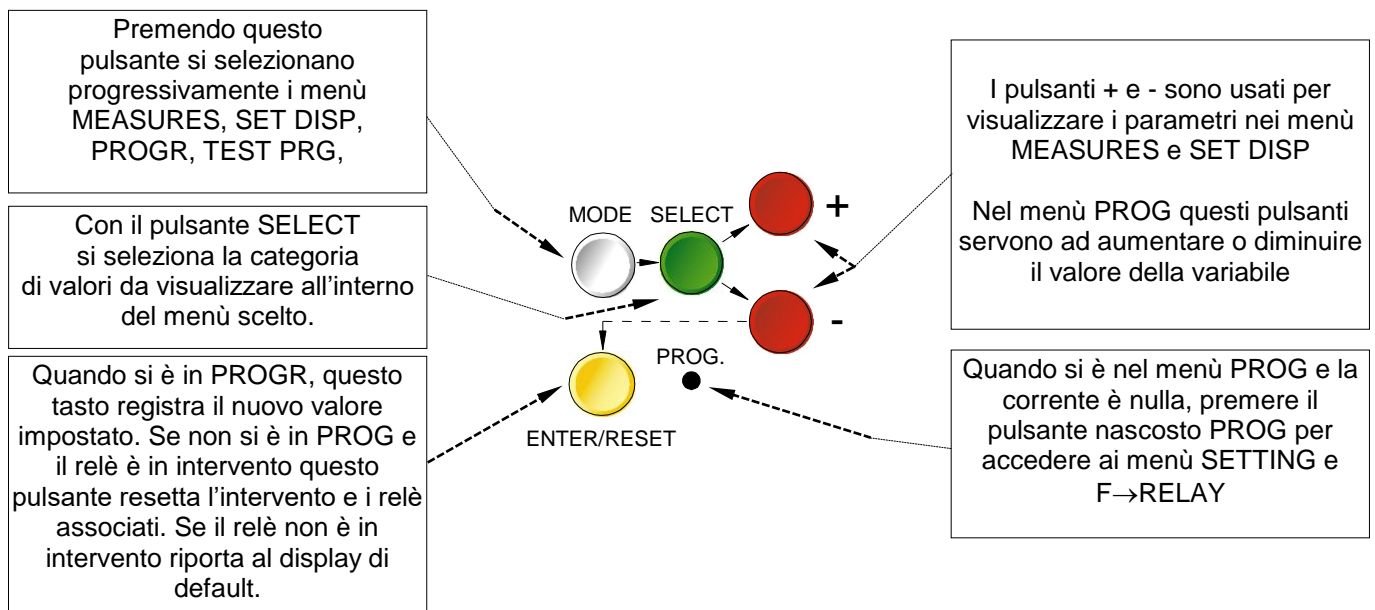 Premendo questo
pulsante si selezionano
progressivamente i menù
MEASURES, SET DISP,
PROGR, TEST PRG,
Con il pulsante SELECT
si seleziona la categoria
di valori da visualizzare all'interno
del menù scelto.
Quando si è in PROGR, questo
tasto registra il nuovo valore
impostato. Se non si è in PROG e
il relè è in intervento questo
pulsante resetta l'intervento e i relè
associati. Se il relè non è in
intervento riporta al display di
default.
MODE SELECT
+
-
PROG.
ENTER/RESET
I pulsanti + e - sono usati per
visualizzare i parametri nei menù
MEASURES e SET DISP
Nel menù PROG questi pulsanti
servono ad aumentare o diminuire
il valore della variabile
Quando si è nel menù PROG e la
corrente è nulla, premere il
pulsante nascosto PROG per
accedere ai menù SETTING e
F→RELAY